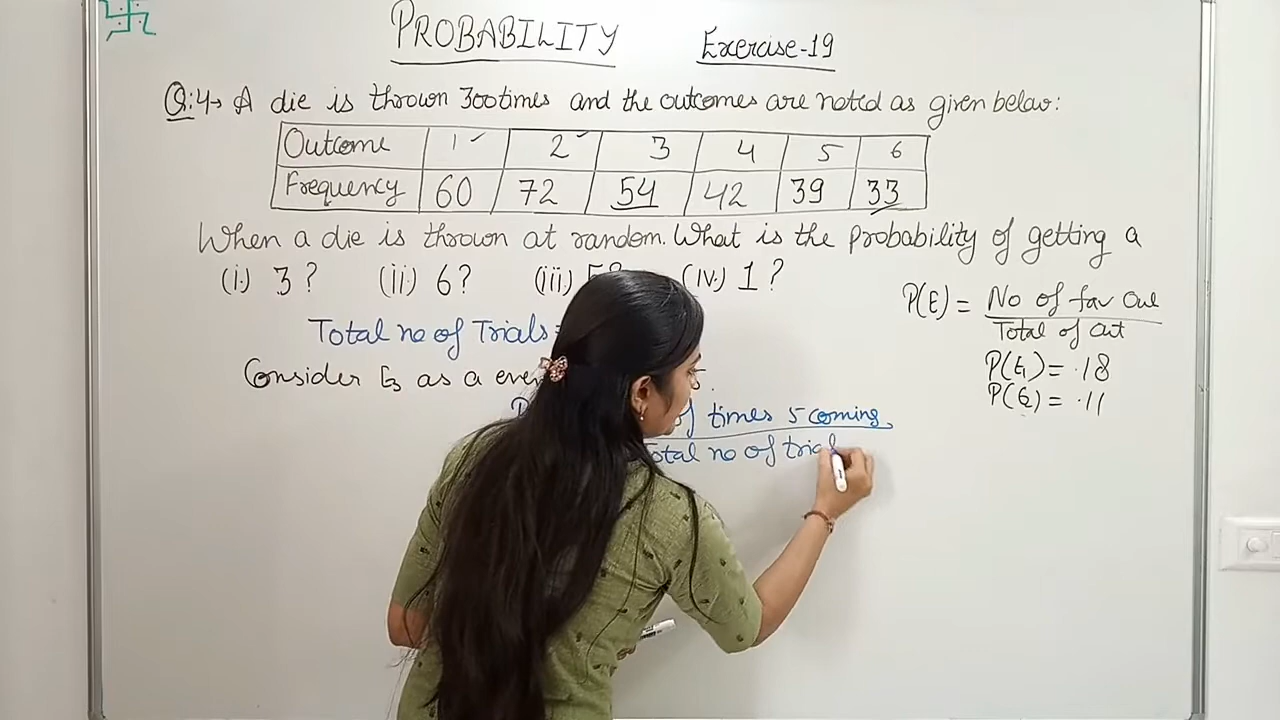 PROBABILITY Exercise-19
Q:4→ A die is thrown 300 times and the outcomes are noted as given below:
Outcome 1 2 3 4 5 6
Frequency 60 72 54 42 39 33
When a die is thrown at random. What is the probability of getting a
(i.) 3? (ii) 6? (iii) (iv.) 1?
P(E) = No of fav out
Total of out
Total no of Trials =
P(E1) = .18
Consider E3 as a
P(E2) = .11
times 5 coming
Total no of trial